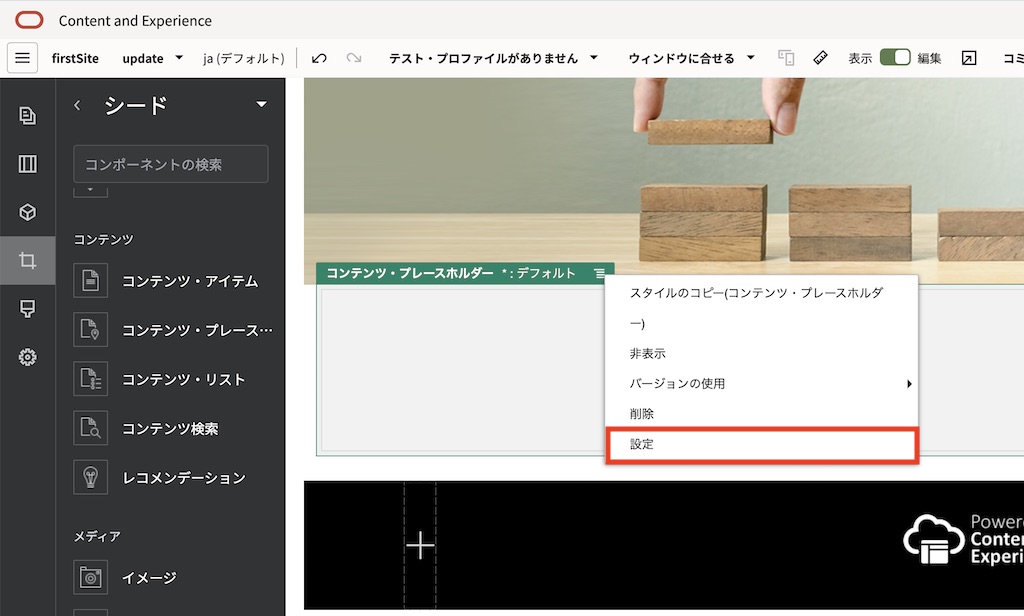 Content and Experience
firstSite update ja (デフォルト) テスト・プロファイルがありません ウィンドウに合せる 表示 編集 コミ
シード
コンポーネントの検索
コンテンツ
コンテンツ・アイテム
コンテンツ・プレース…
コンテンツ・リスト
コンテンツ検索
レコメンデーション
メディア
イメージ
コンテンツ・プレースホルダー *:デフォルト
スタイルのコピー(コンテンツ・プレースホルダ
ー)
非表示
バージョンの使用
削除
設定
Powere
Conten
Experi